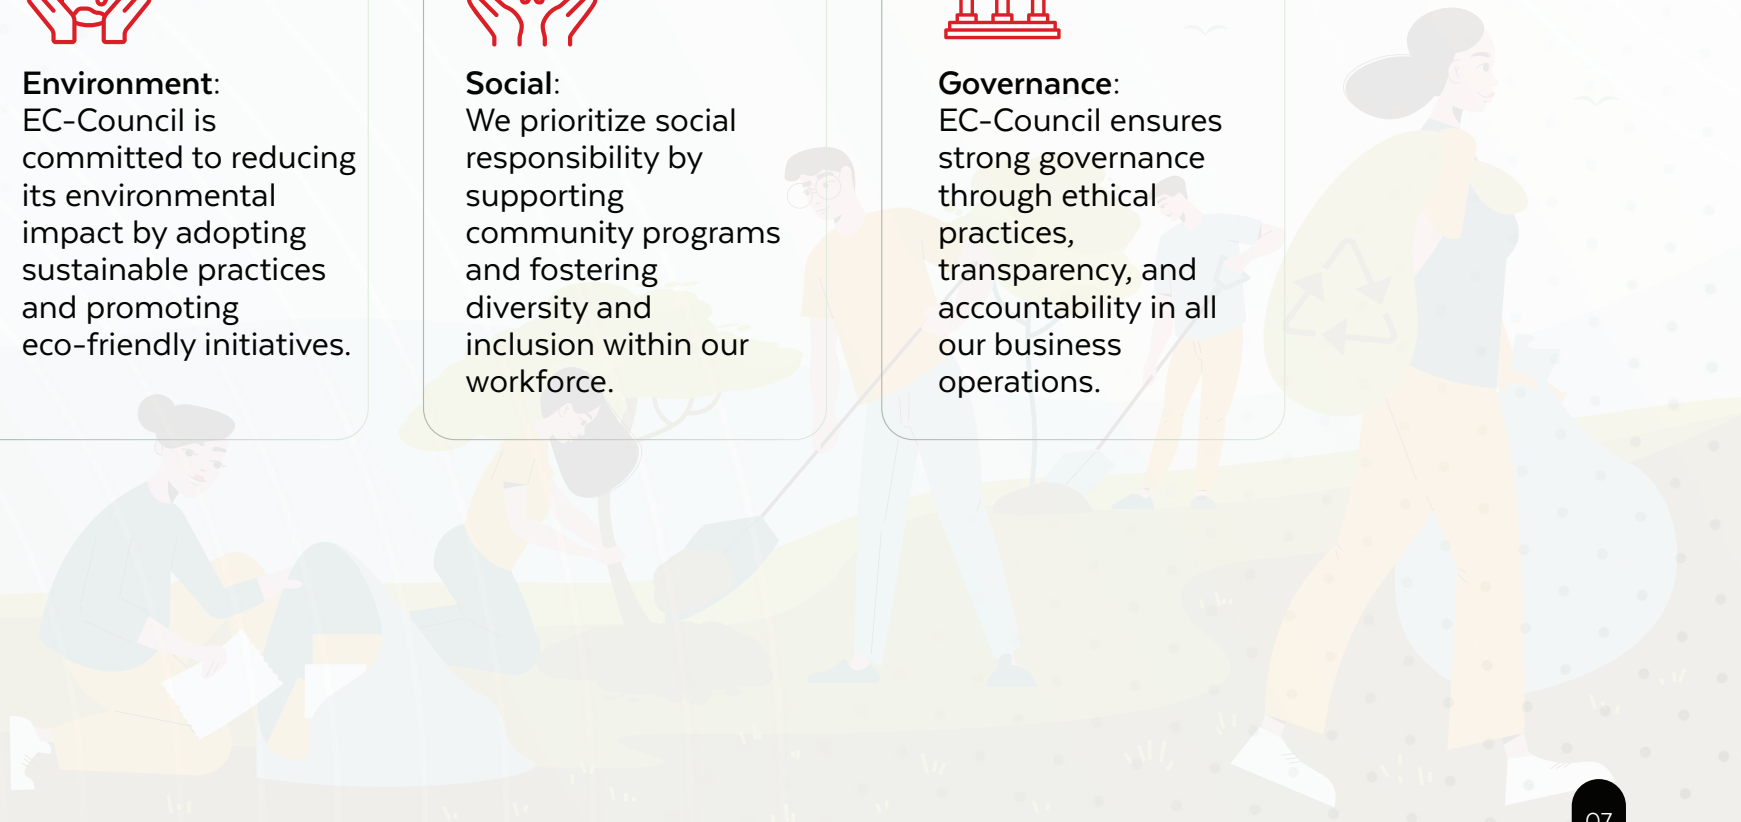 Environment:
EC-Council is
committed to reducing
its environmental
impact by adopting
sustainable practices
and promoting
eco-friendly initiatives.
Social:
We prioritize social
responsibility by
supporting
community programs
and fostering
diversity and
inclusion within our
workforce.
Governance:
EC-Council ensures
strong governance
through ethical
practices,
transparency, and
accountability in all
our business
operations.
07